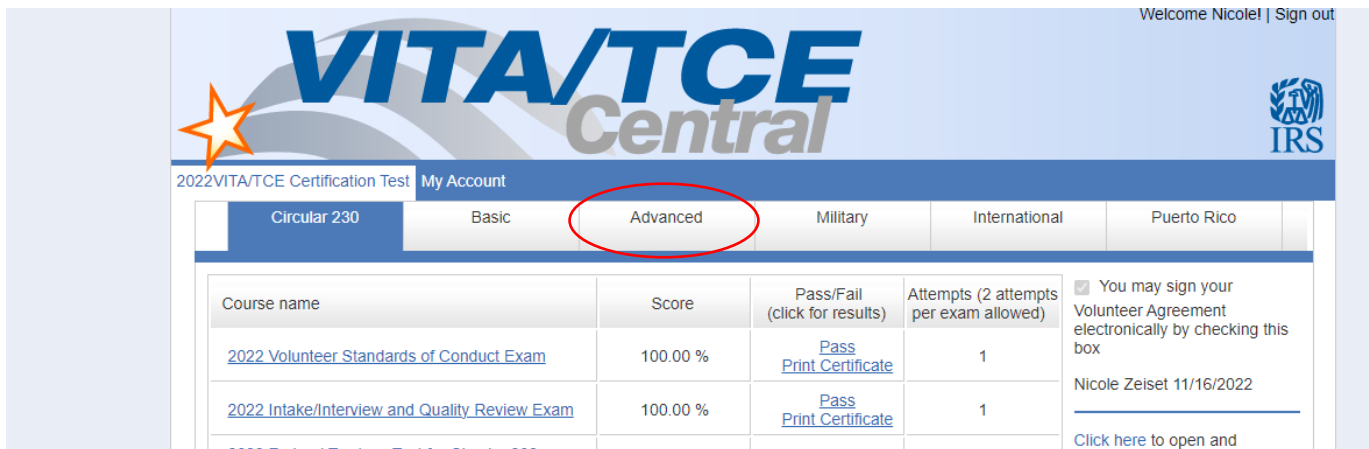 Welcome Nicole! | Sign out
VITA/TCE
Central
IRS
2022VITA/TCE Certification Test My Account
Circular 230 Basic Advanced Military International Puerto Rico
Course name Score Pass/Fail (click for results) Attempts (2 attempts per exam allowed)
2022 Volunteer Standards of Conduct Exam 100.00 % Pass Print Certificate 1
2022 Intake/Interview and Quality Review Exam 100.00 % Pass Print Certificate 1
You may sign your
Volunteer Agreement
electronically by checking this
box
Nicole Zeiset 11/16/2022
Click here to open and